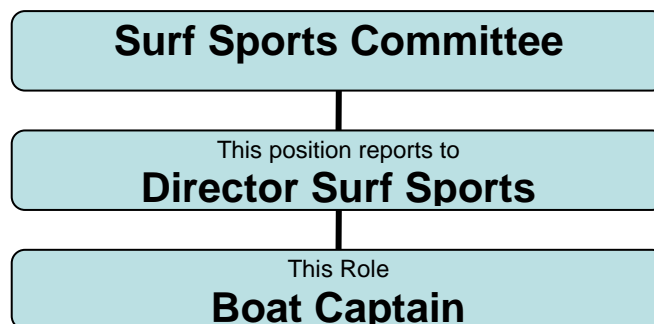 Surf Sports Committee
This position reports to
Director Surf Sports
This Role
Boat Captain